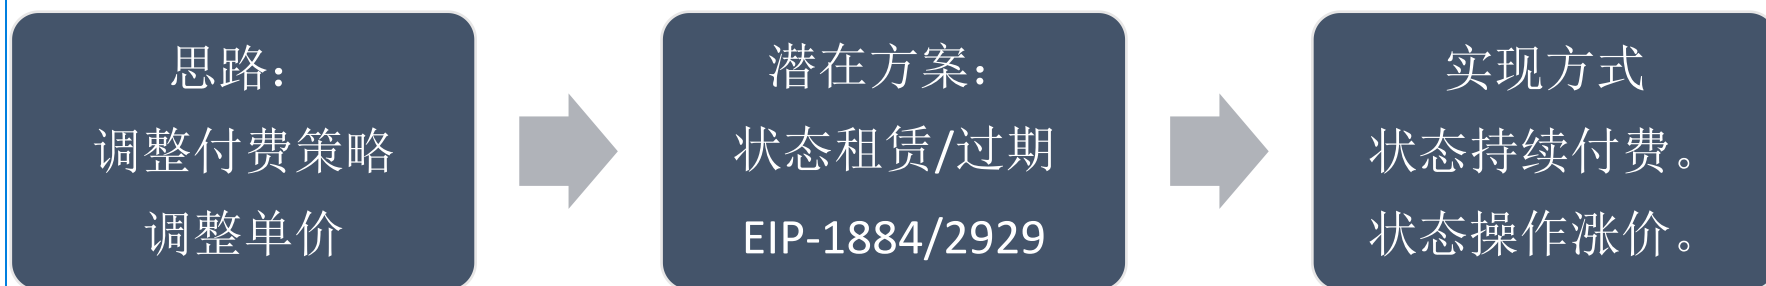 思路：
调整付费策略
调整单价
潜在方案：
状态租赁/过期
EIP-1884/2929
实现方式
状态持续付费。
状态操作涨价。